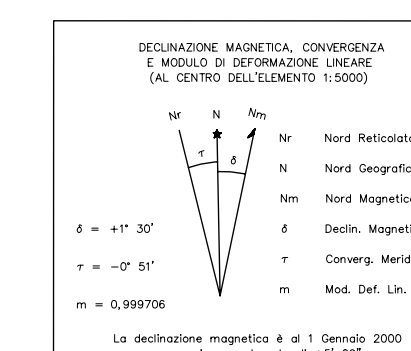 DECLINAZIONE MAGNETICA, CONVERGENZA
E MODULO DI DEFORMAZIONE LINEARE
(AL CENTRO DELL'ELEMENTO 1:5000)
Nr N Nm
τ δ
Nr Nord Reticolato
N Nord Geografic
Nm Nord Magnetico
δ Declin. Magneti
τ Converg. Merid
m Mod. Def. Lin.
δ = +1° 30'
τ = -0° 51'
m = 0,999706
La declinazione magnetica è al 1 Gennaio 2000